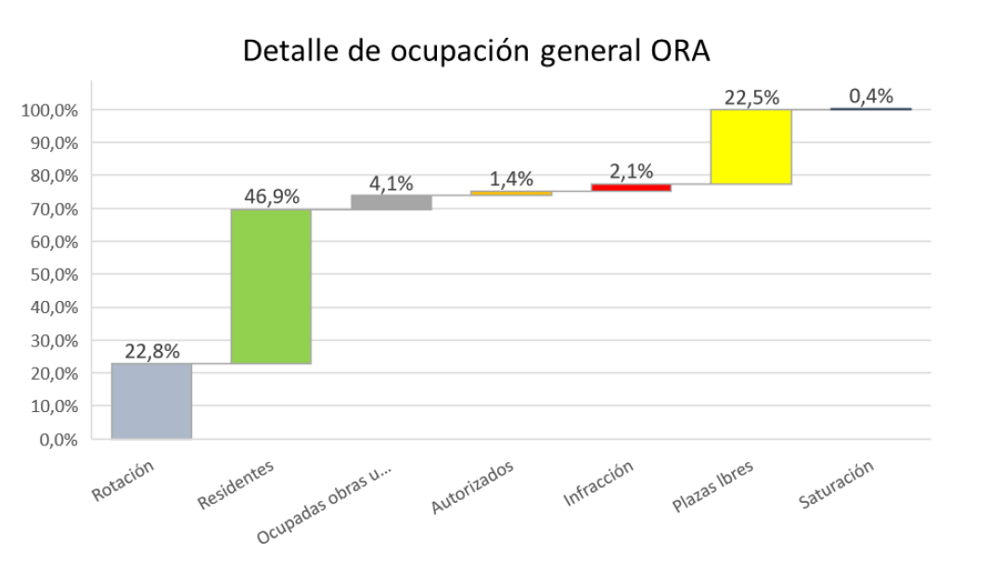 Detalle de ocupación general ORA
22,5%
0,4%
100,0%
90,0%
80,0%
4,1%
1,4%
2,1%
46,9%
70,0%
60,0%
50,0%
40,0%
30,0%
22,8%
20,0%
10,0%
0,0%
Rotación
Residentes
Ocupadas obras u...
Autorizados
Infracción
Plazas lbres
Saturación